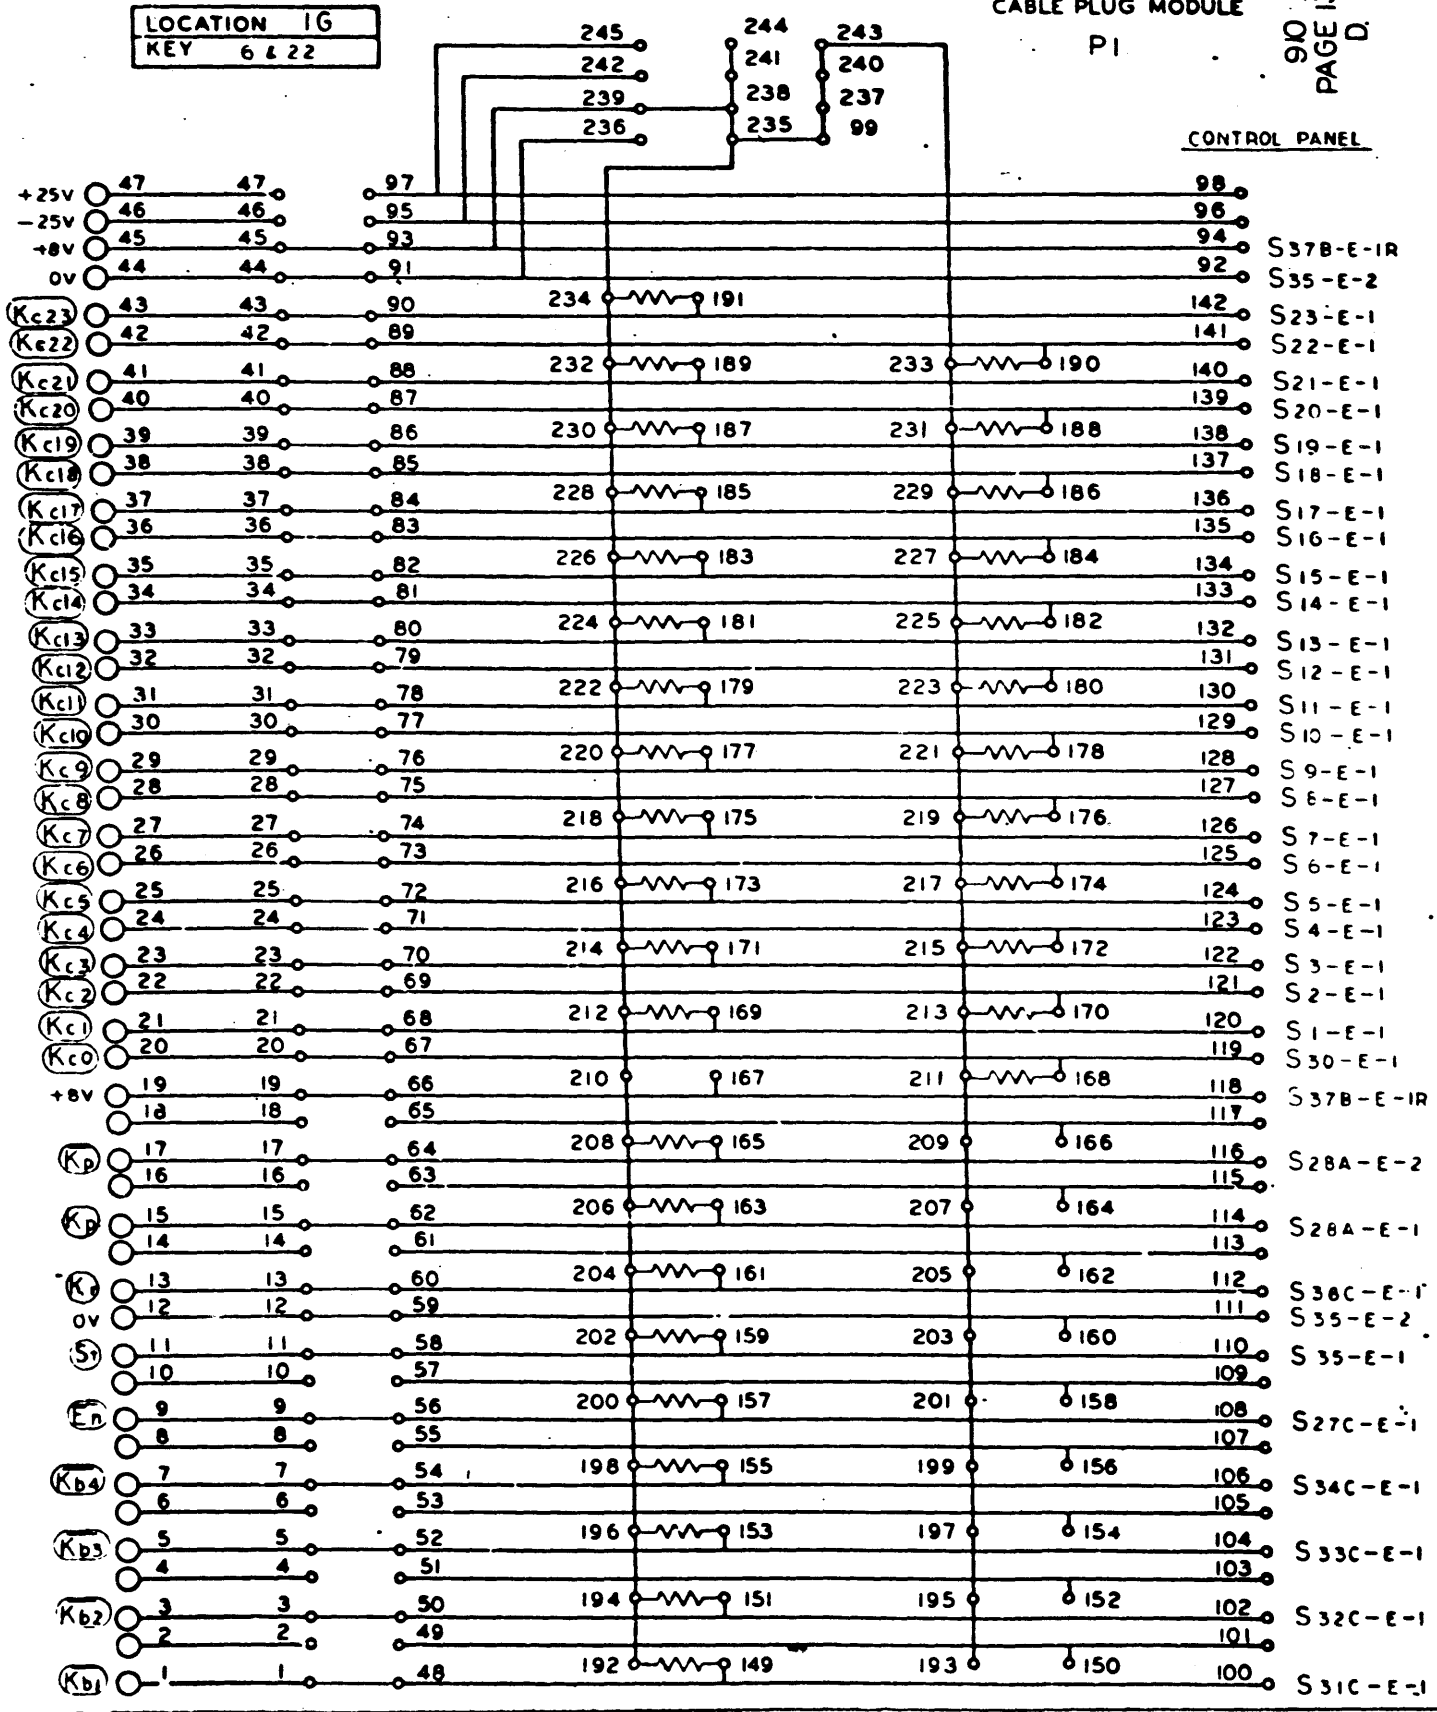 LOCATION 1G
KEY 6 & 22
CABLE PLUG MODULE
P1
910
PAGE
D.
CONTROL PANEL
245 244 243
242 241 240
239 238 237
236 235 99
+25V 47 47 97 98
-25V 46 46 95 96
+8V 45 45 93 94 S37B-E-1R
0V 44 44 91 92 S35-E-2
234 191
Kc23 43 43 90 142 S23-E-1
Kc22 42 42 89 141 S22-E-1
232 189 233 190
Kc21 41 41 88 140 S21-E-1
Kc20 40 40 87 139 S20-E-1
230 187 231 188
Kc19 39 39 86 138 S19-E-1
Kc18 38 38 85 137 S18-E-1
228 185 229 186
Kc17 37 37 84 136 S17-E-1
Kc16 36 36 83 135 S16-E-1
226 183 227 184
Kc15 35 35 82 134 S15-E-1
Kc14 34 34 81 133 S14-E-1
224 181 225 182
Kc13 33 33 80 132 S13-E-1
Kc12 32 32 79 131 S12-E-1
222 179 223 180
Kc11 31 31 78 130 S11-E-1
Kc10 30 30 77 129 S10-E-1
220 177 221 178
Kc9 29 29 76 128 S9-E-1
Kc8 28 28 75 127 S8-E-1
218 175 219 176
Kc7 27 27 74 126 S7-E-1
Kc6 26 26 73 125 S6-E-1
216 173 217 174
Kc5 25 25 72 124 S5-E-1
Kc4 24 24 71 123 S4-E-1
214 171 215 172
Kc3 23 23 70 122 S3-E-1
Kc2 22 22 69 121 S2-E-1
212 169 213 170
Kc1 21 21 68 120 S1-E-1
Kc0 20 20 67 119 S30-E-1
210 167 211 168
+8V 19 19 66 118 S37B-E-1R
18 18 65 117
208 165 209 166
Kp 17 17 64 116 S28A-E-2
16 16 63 115
206 163 207 164
Kp 15 15 62 114 S28A-E-1
14 14 61 113
204 161 205 162
Kr 13 13 60 112 S36C-E-1
0V 12 12 59 111 S35-E-2
202 159 203 160
St 11 11 58 110 S35-E-1
10 10 57 109
200 157 201 158
En 9 9 56 108 S27C-E-1
8 8 55 107
198 155 199 156
Kb4 7 7 54 106 S34C-E-1
6 6 53 105
196 153 197 154
Kb3 5 5 52 104 S33C-E-1
4 4 51 103
194 151 195 152
Kb2 3 3 50 102 S32C-E-1
2 2 49 101
192 149 193 150
Kb1 1 1 48 100 S31C-E-1